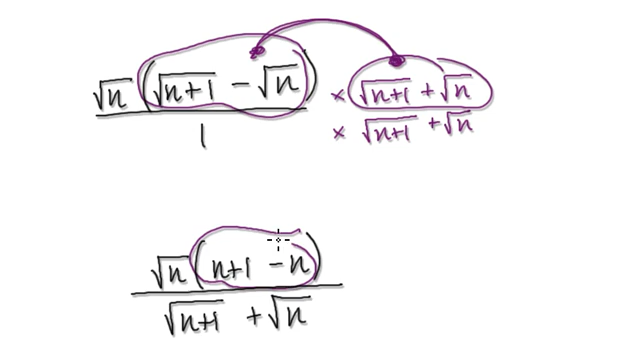 √n (√n+1 − √n) × √n+1 + √n
1 × √n+1 + √n
√n (n+1 − n)
√n+1 + √n